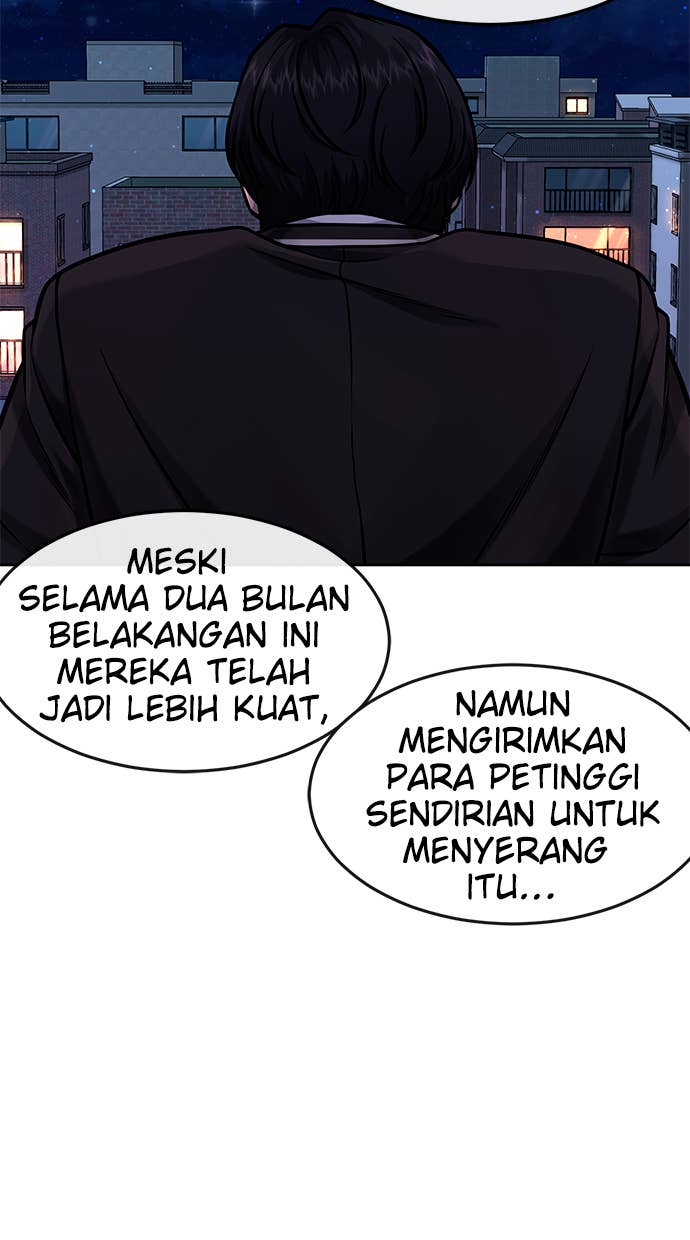 MESKI
SELAMA DUA BULAN
BELAKANGAN INI
MEREKA TELAH
JADI LEBIH KUAT,
NAMUN
MENGIRIMKAN
PARA PETINGGI
SENDIRIAN UNTUK
MENYERANG
ITU...